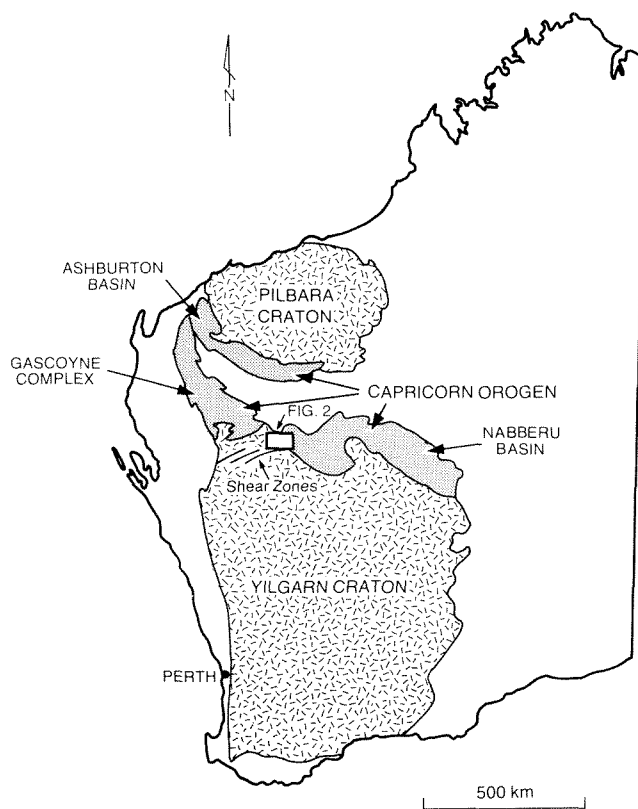 N
ASHBURTON
BASIN
PILBARA
CRATON
GASCOYNE
COMPLEX
CAPRICORN OROGEN
FIG. 2
NABBERU
BASIN
Shear Zones
YILGARN CRATON
PERTH
500 km